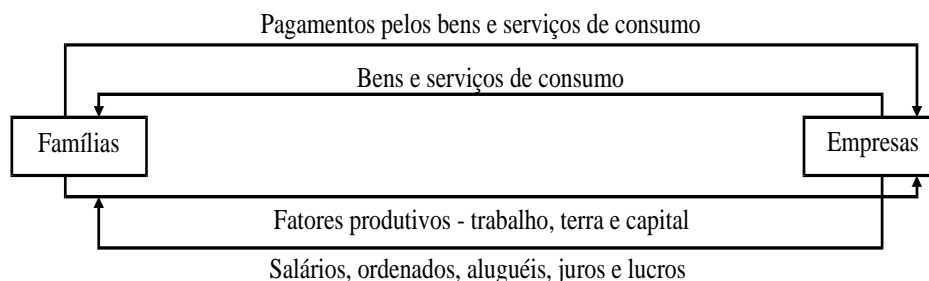 Pagamentos pelos bens e serviços de consumo
Bens e serviços de consumo
Famílias
Empresas
Fatores produtivos - trabalho, terra e capital
Salários, ordenados, aluguéis, juros e lucros